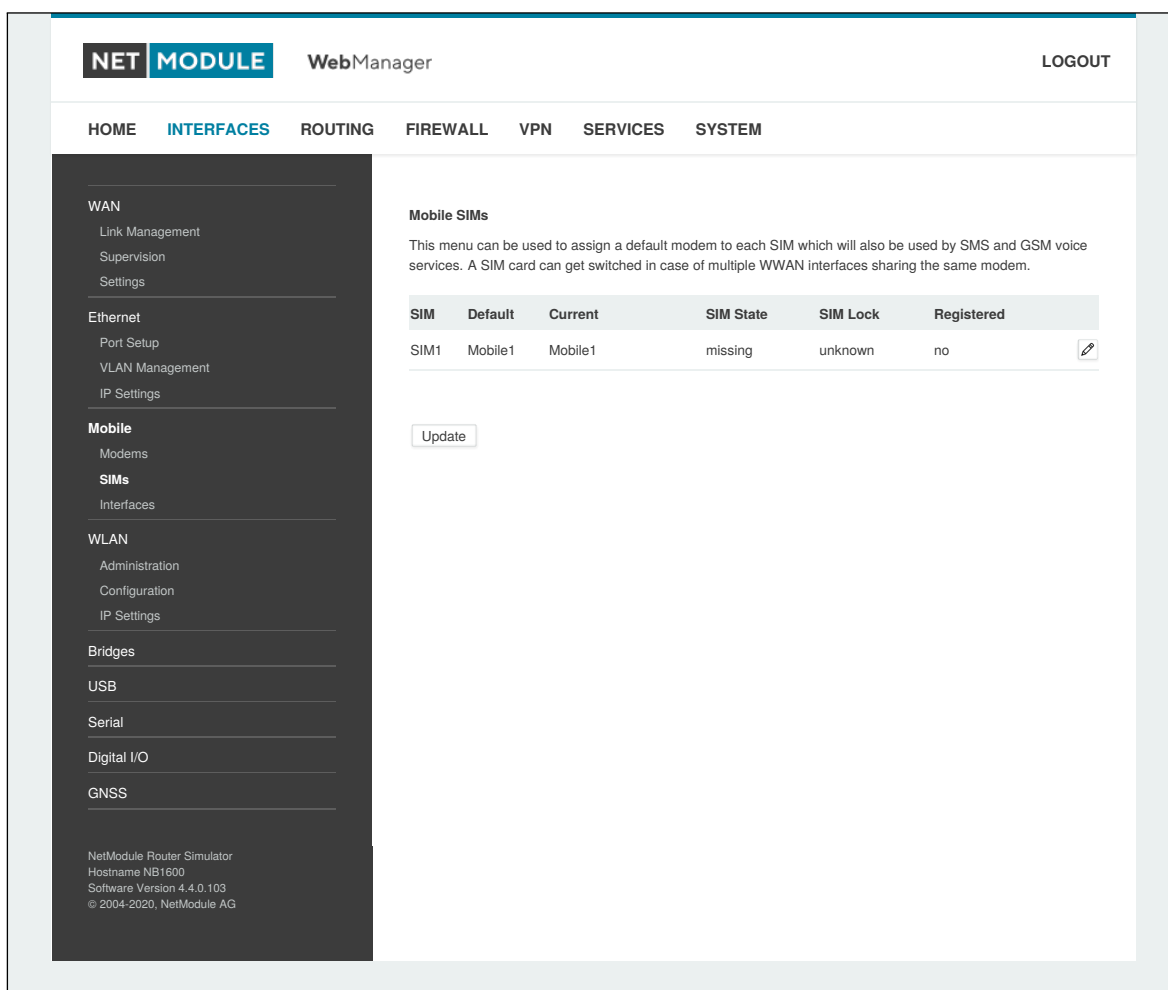 NET MODULE WebManager LOGOUT
HOME INTERFACES ROUTING FIREWALL VPN SERVICES SYSTEM
WAN
Link Management
Supervision
Settings
Ethernet
Port Setup
VLAN Management
IP Settings
Mobile
Modems
SIMs
Interfaces
WLAN
Administration
Configuration
IP Settings
Bridges
USB
Serial
Digital I/O
GNSS
NetModule Router Simulator
Hostname NB1600
Software Version 4.4.0.103
© 2004-2020, NetModule AG
Mobile SIMs
This menu can be used to assign a default modem to each SIM which will also be used by SMS and GSM voice
services. A SIM card can get switched in case of multiple WWAN interfaces sharing the same modem.
SIM Default Current SIM State SIM Lock Registered
SIM1 Mobile1 Mobile1 missing unknown no
Update